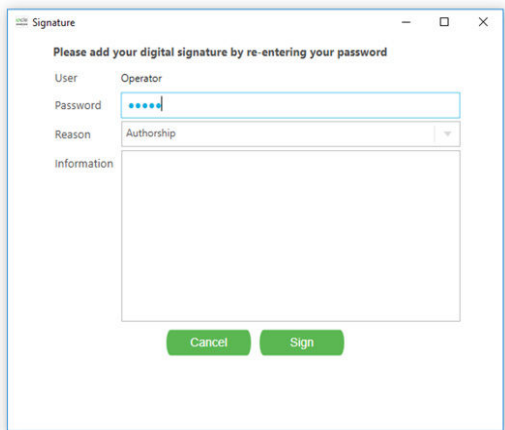 Signature
Please add your digital signature by re-entering your password
User Operator
Password •••••
Reason Authorship
Information
Cancel Sign